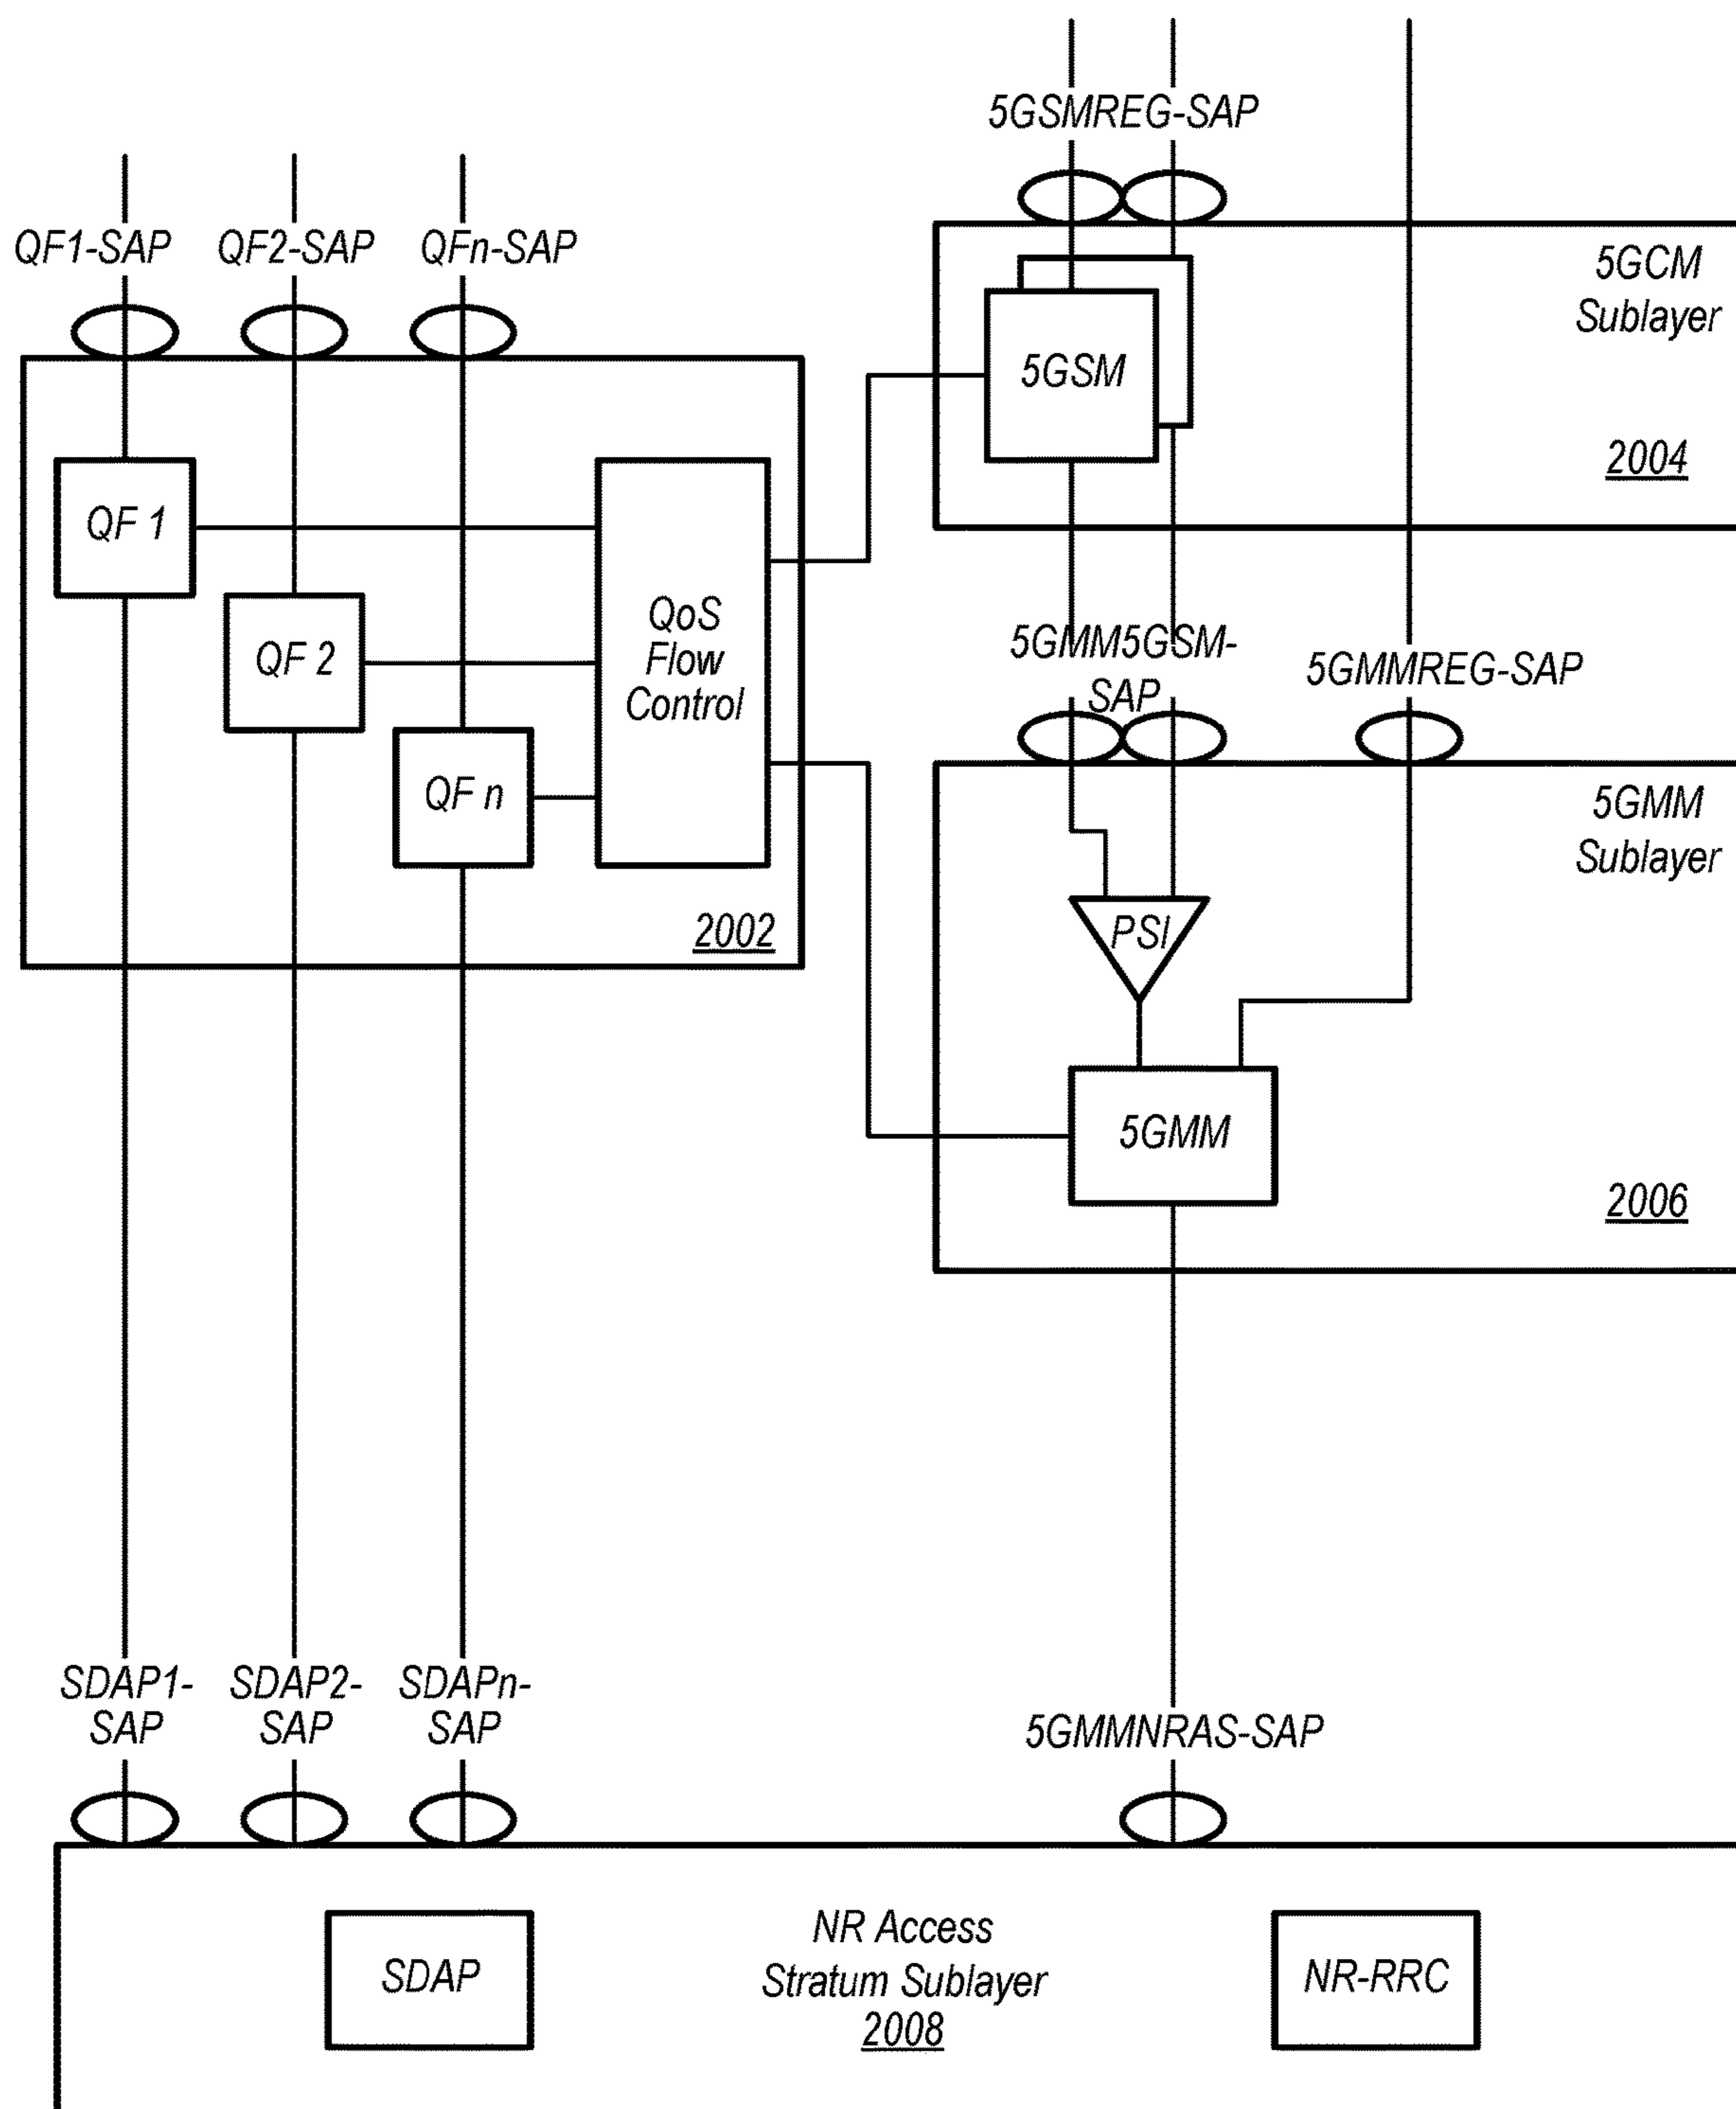 5GSMREG-SAP
QF1-SAP
QF2-SAP
QFn-SAP
5GCM
Sublayer
2004
5GSM
QF 1
QF 2
QF n
QoS
Flow
Control
2002
5GMM5GSM-
SAP
5GMMREG-SAP
5GMM
Sublayer
PSI
5GMM
2006
SDAP1-
SAP
SDAP2-
SAP
SDAPn-
SAP
5GMMNRAS-SAP
SDAP
NR Access
Stratum Sublayer
2008
NR-RRC